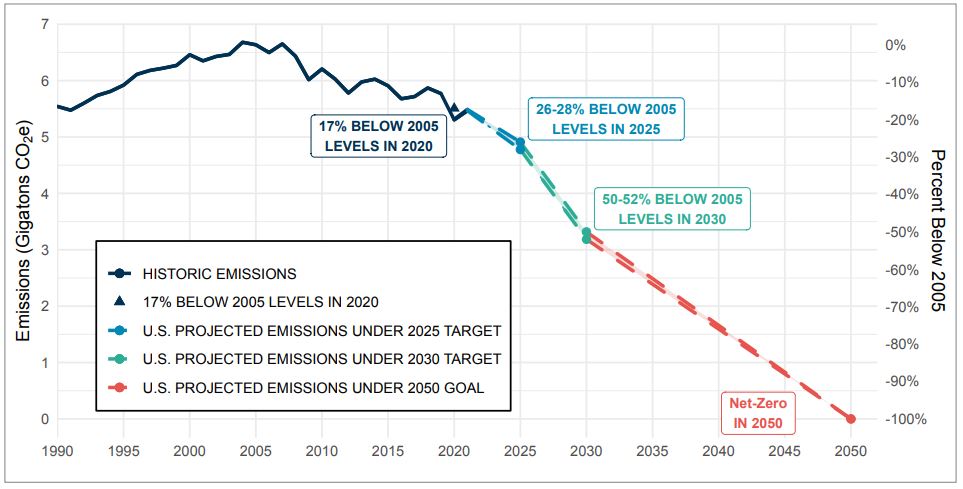 7
6
5
4
3
2
1
0
Emissions (Gigatons CO₂e)
0%
-10%
-20%
-30%
-40%
-50%
-60%
-70%
-80%
-90%
-100%
Percent Below 2005
17% BELOW 2005
LEVELS IN 2020
26-28% BELOW 2005
LEVELS IN 2025
50-52% BELOW 2005
LEVELS IN 2030
Net-Zero
IN 2050
HISTORIC EMISSIONS
17% BELOW 2005 LEVELS IN 2020
U.S. PROJECTED EMISSIONS UNDER 2025 TARGET
U.S. PROJECTED EMISSIONS UNDER 2030 TARGET
U.S. PROJECTED EMISSIONS UNDER 2050 GOAL
1990 1995 2000 2005 2010 2015 2020 2025 2030 2035 2040 2045 2050